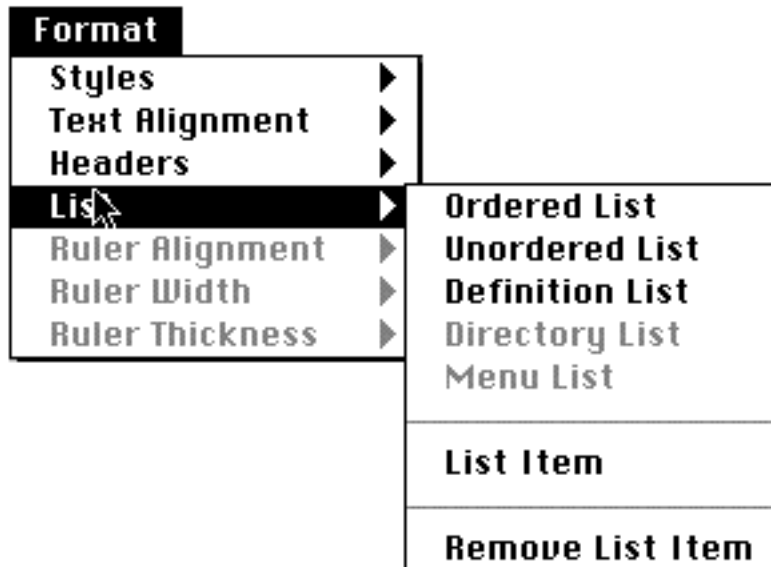 Format
Styles
Text Alignment
Headers
List
Ruler Alignment
Ruler Width
Ruler Thickness
Ordered List
Unordered List
Definition List
Directory List
Menu List
List Item
Remove List Item